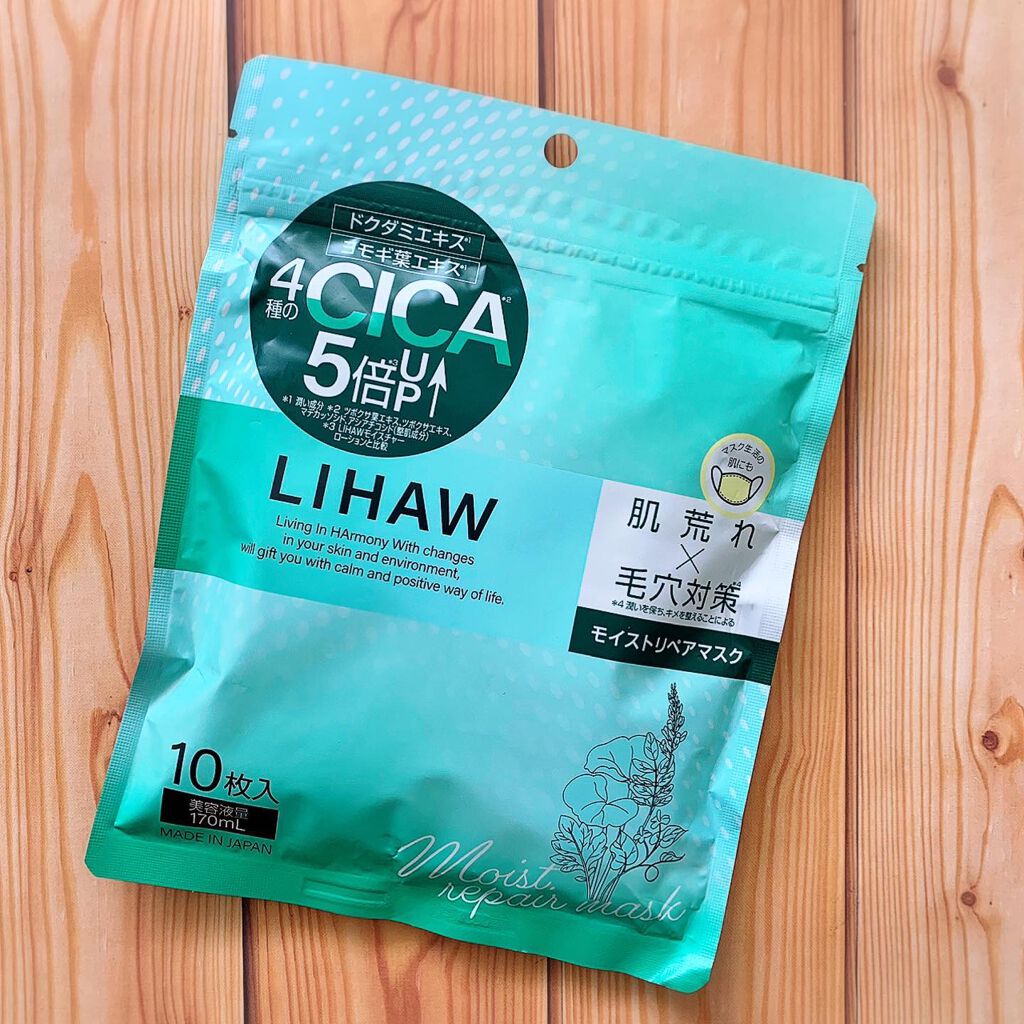 ドクダミエキス*1
ヨモギ葉エキス*1
4種の
CICA*2
5倍*3UP
*1 潤い成分 *2 ツボクサ葉エキス、ツボクサエキス、
マデカッソシド、アシアチコシド(整肌成分)
*3 LIHAWモイスチャー
ローションと比較
LIHAW
Living In HArmony With changes
in your skin and environment,
will gift you with calm and positive way of life.
マスク生活の
肌にも
肌荒れ
×
毛穴対策*4
*4 潤いを保ち、キメを整えることによる
モイストリペアマスク
10枚入
美容液量
170mL
MADE IN JAPAN
Moist
repair mask